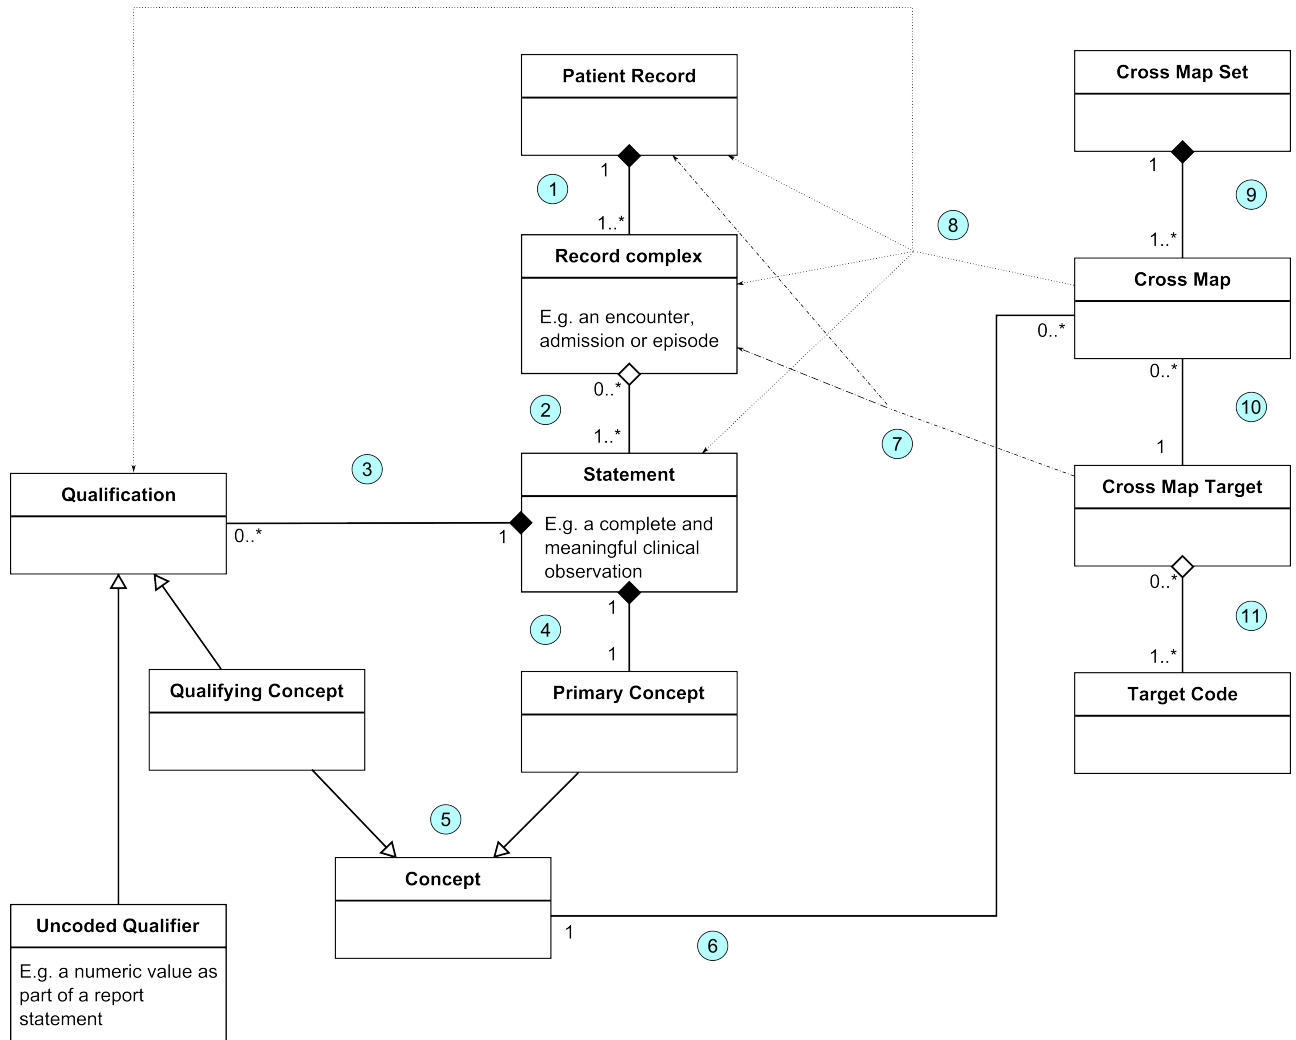 Patient Record
Cross Map Set
1
1
1
9
1..*
8
1..*
Record complex
Cross Map
E.g. an encounter,
admission or episode
0..*
0..*
0..*
2
10
1..*
7
1
3
Statement
Cross Map Target
Qualification
E.g. a complete and
meaningful clinical
observation
0..*
1
0..*
1
11
4
1
1..*
Qualifying Concept
Primary Concept
Target Code
5
Concept
Uncoded Qualifier
1
6
E.g. a numeric value as
part of a report
statement